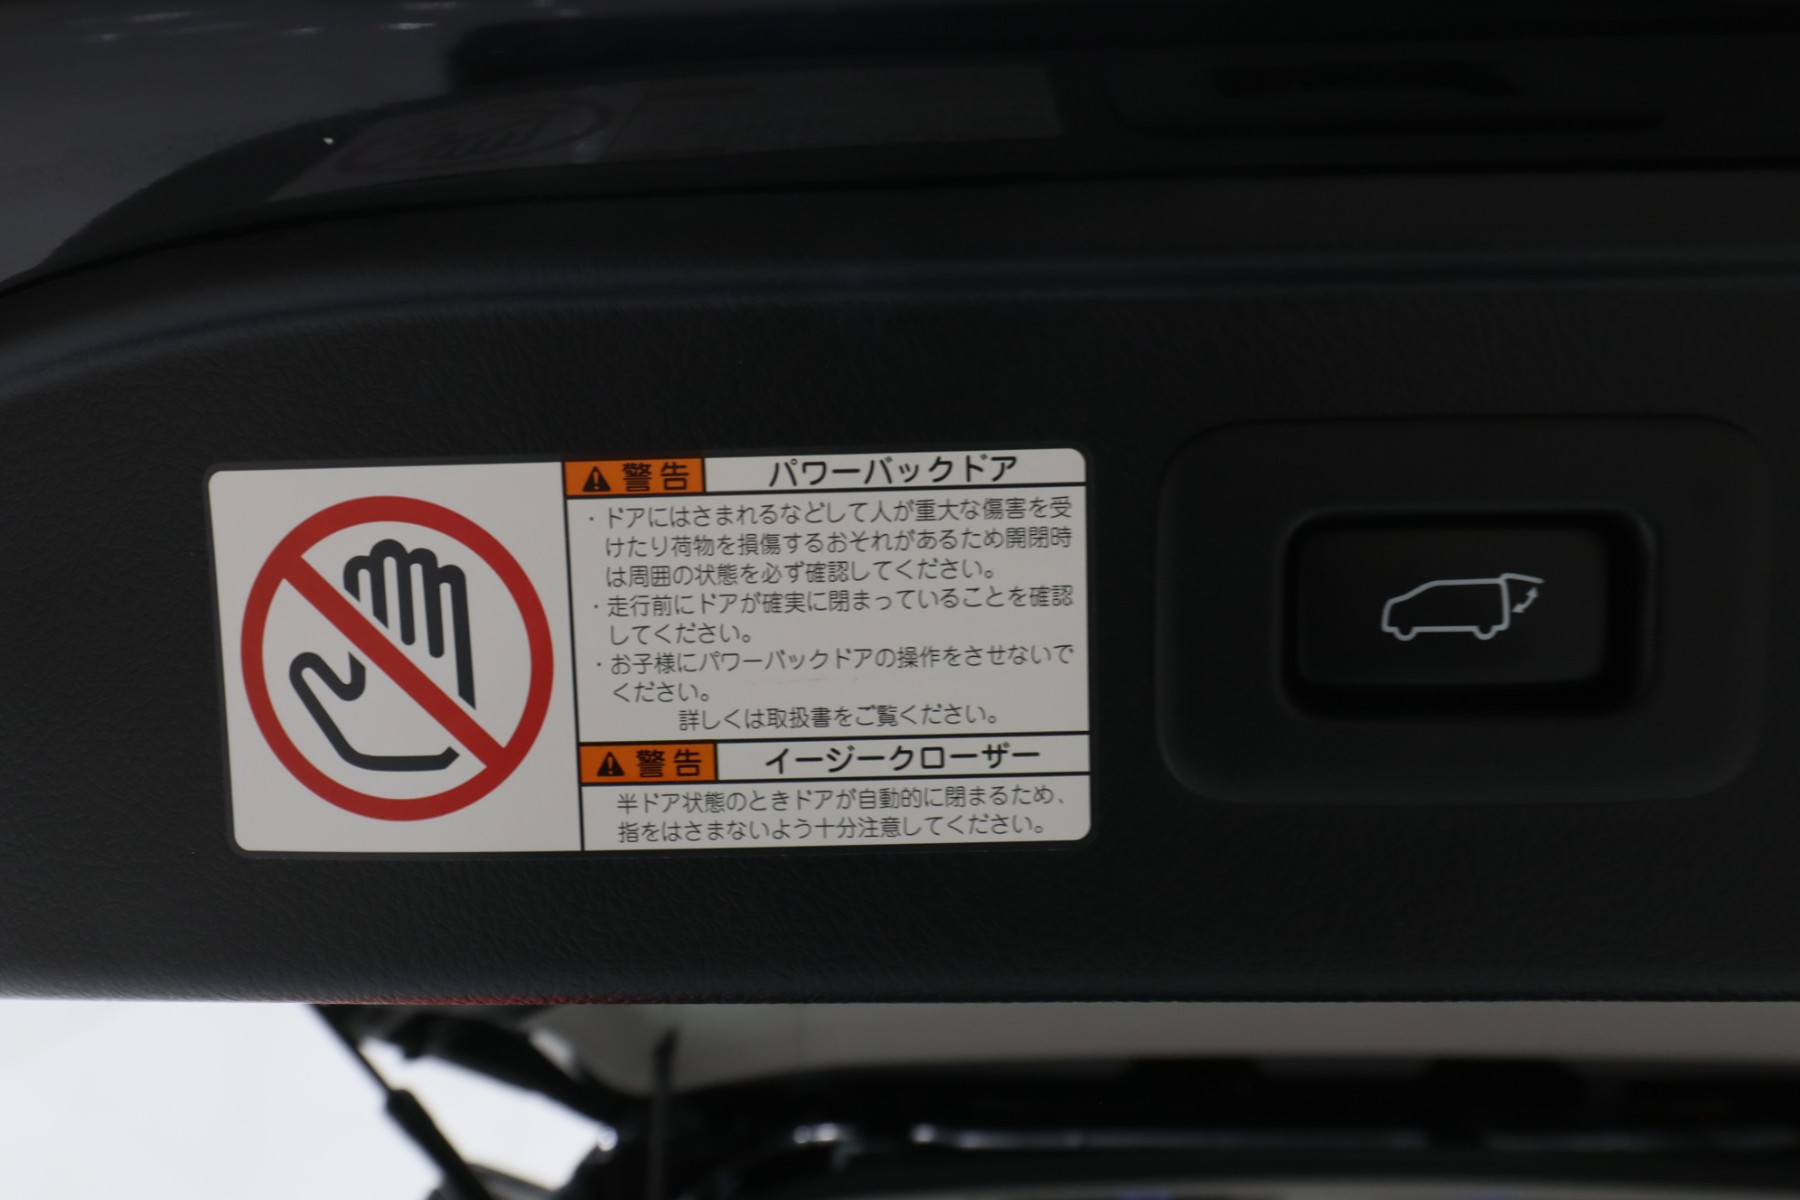 警告 パワーバックドア
・ドアにはさまれるなどして人が重大な傷害を受
けたり荷物を損傷するおそれがあるため開閉時
は周囲の状態を必ず確認してください。
・走行前にドアが確実に閉まっていることを確認
してください。
・お子様にパワーバックドアの操作をさせないで
ください。
詳しくは取扱書をご覧ください。
警告 イージークローザー
半ドア状態のときドアが自動的に閉まるため、
指をはさまないよう十分注意してください。